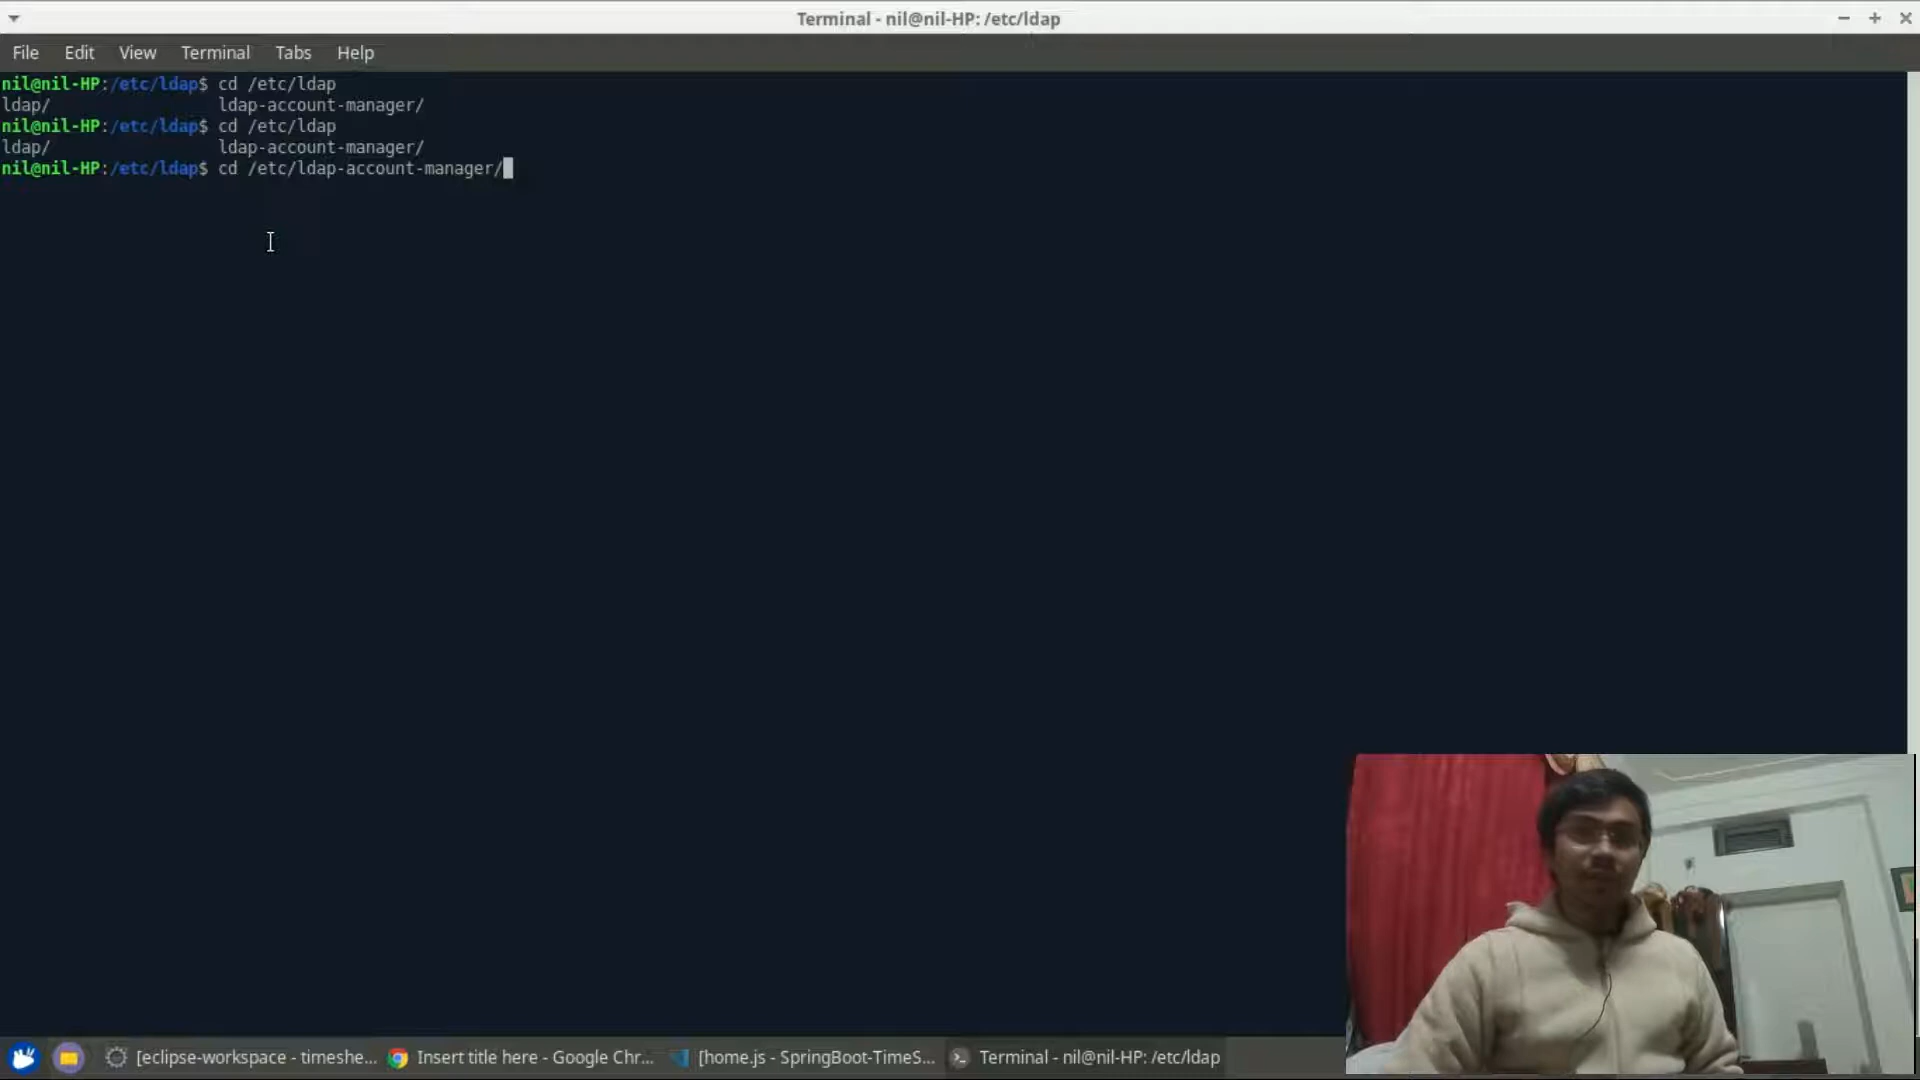 Terminal - nil@nil-HP: /etc/ldap
File Edit View Terminal Tabs Help
nil@nil-HP:/etc/ldap$ cd /etc/ldap
ldap/ ldap-account-manager/
nil@nil-HP:/etc/ldap$ cd /etc/ldap
ldap/ ldap-account-manager/
nil@nil-HP:/etc/ldap$ cd /etc/ldap-account-manager/
[eclipse-workspace - timeshe... Insert title here - Google Chr... [home.js - SpringBoot-TimeS... Terminal - nil@nil-HP: /etc/ldap